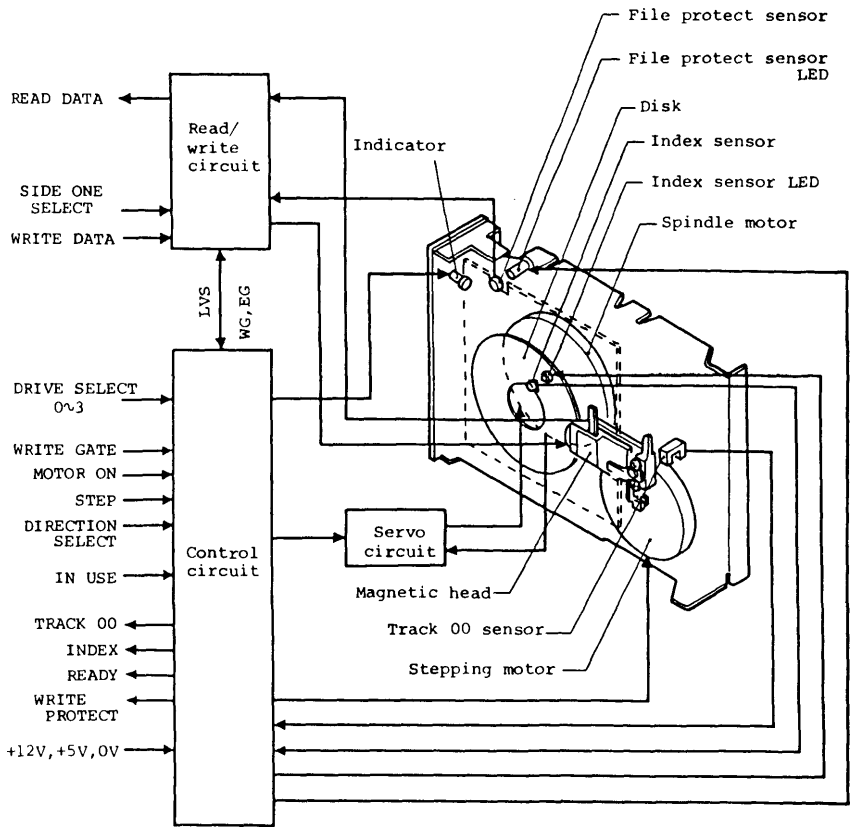 File protect sensor
File protect sensor
LED
Disk
Index sensor
Index sensor LED
Spindle motor
Indicator
READ DATA
Read/
write
circuit
SIDE ONE
SELECT
WRITE DATA
LVS
WG,EG
DRIVE SELECT
0~3
WRITE GATE
MOTOR ON
STEP
DIRECTION
SELECT
IN USE
Control
circuit
Servo
circuit
Magnetic head
Track 00 sensor
Stepping motor
TRACK 00
INDEX
READY
WRITE
PROTECT
+12V,+5V,0V